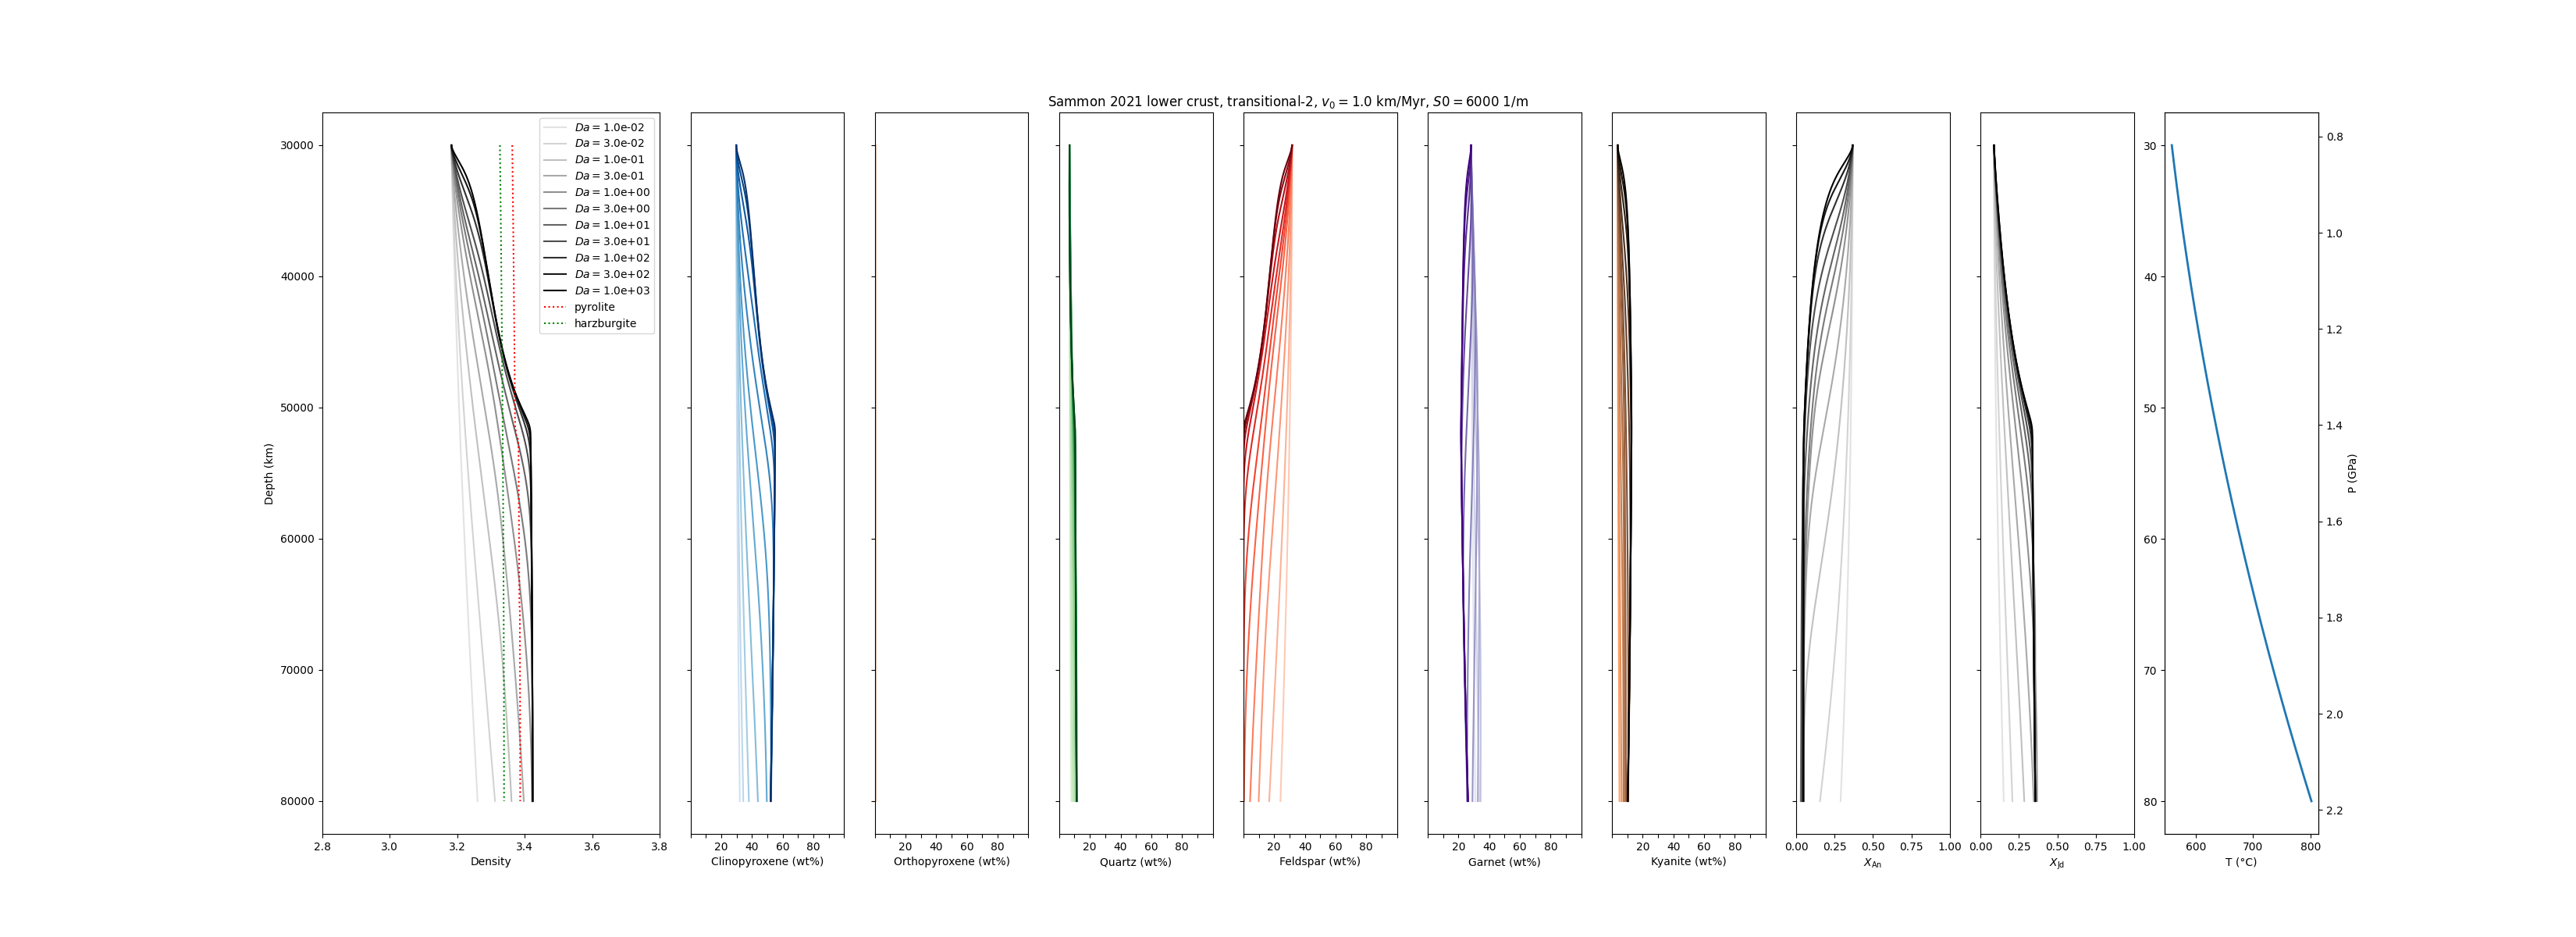 Sammon 2021 lower crust, transitional-2, v₀ = 1.0 km/Myr, S0 = 6000 1/m
Da = 1.0e-02
Da = 3.0e-02
Da = 1.0e-01
Da = 3.0e-01
Da = 1.0e+00
Da = 3.0e+00
Da = 1.0e+01
Da = 3.0e+01
Da = 1.0e+02
Da = 3.0e+02
Da = 1.0e+03
pyrolite
harzburgite
Depth (km)
30000
40000
50000
60000
70000
80000
2.8 3.0 3.2 3.4 3.6 3.8
Density
20 40 60 80
Clinopyroxene (wt%)
20 40 60 80
Orthopyroxene (wt%)
20 40 60 80
Quartz (wt%)
20 40 60 80
Feldspar (wt%)
20 40 60 80
Garnet (wt%)
20 40 60 80
Kyanite (wt%)
0.00 0.25 0.50 0.75 1.00
X_An
0.00 0.25 0.50 0.75 1.00
X_Jd
30
40
50
60
70
80
600 700 800
T (°C)
0.8
1.0
1.2
1.4
1.6
1.8
2.0
2.2
P (GPa)